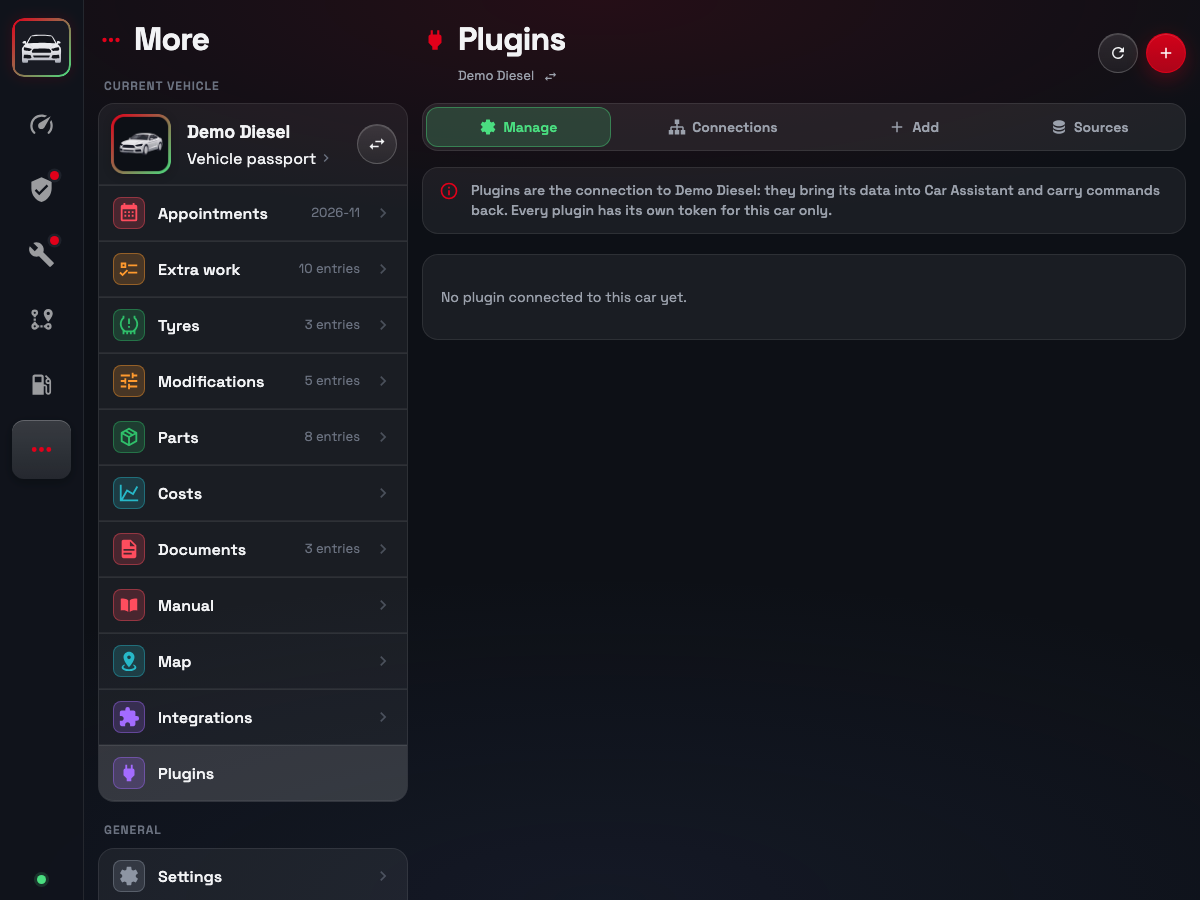 More
CURRENT VEHICLE
Demo Diesel
Vehicle passport
Appointments 2026-11
Extra work 10 entries
Tyres 3 entries
Modifications 5 entries
Parts 8 entries
Costs
Documents 3 entries
Manual
Map
Integrations
Plugins
GENERAL
Settings
Plugins
Demo Diesel
Manage Connections Add Sources
Plugins are the connection to Demo Diesel: they bring its data into Car Assistant and carry commands
back. Every plugin has its own token for this car only.
No plugin connected to this car yet.